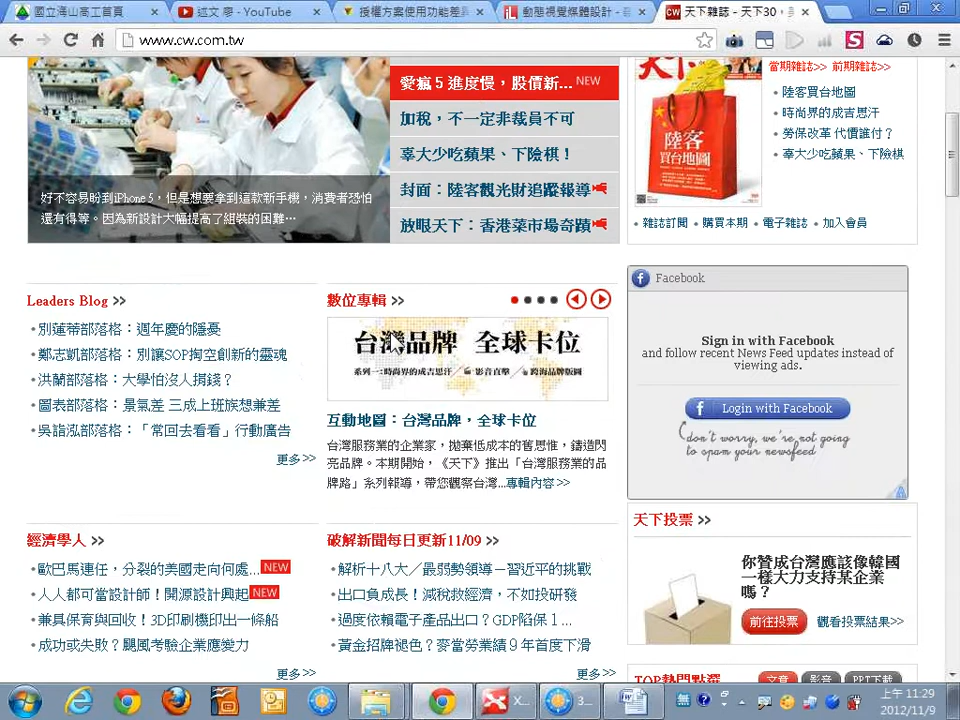 國立海山高工首頁
述文 廖 - YouTube
授權方案使用功能差異
動態視覺媒體設計 -
天下雜誌 - 天下30，
www.cw.com.tw
愛瘋 5 進度慢，股價新... NEW
加稅，不一定非裁員不可
辜大少吃蘋果、下險棋！
封面：陸客觀光財追蹤報導
放眼天下：香港菜市場奇蹟
好不容易盼到iPhone 5，但是想要拿到這款新手機，消費者恐怕
還有得等。因為新設計大幅提高了組裝的困難…
天下
陸客
買台地圖
當期雜誌>> 前期雜誌>>
陸客買台地圖
時尚界的成吉思汗
勞保改革 代價誰付？
辜大少吃蘋果、下險棋
雜誌訂閱 • 購買本期 • 電子雜誌 • 加入會員
Leaders Blog >>
•別蓮蒂部落格：週年慶的隱憂
•鄭志凱部落格：別讓SOP掏空創新的靈魂
•洪蘭部落格：大學怕沒人捐錢？
•圖表部落格：景氣差 三成上班族想兼差
•吳詣泓部落格：「常回去看看」行動廣告
更多>>
數位專輯 >>
台灣品牌 全球卡位
系列一：時尚界的成吉思汗／影音直擊／跨海品牌版圖
互動地圖：台灣品牌，全球卡位
台灣服務業的企業家，拋棄低成本的舊思惟，鑄造閃
亮品牌。本期開始，《天下》推出「台灣服務業的品
牌路」系列報導，帶您觀察台灣...專輯內容>>
Facebook
Sign in with Facebook
and follow recent News Feed updates instead of
viewing ads.
Login with Facebook
don't worry, we're not going
to spam your newsfeed
經濟學人 >>
•歐巴馬連任，分裂的美國走向何處... NEW
•人人都可當設計師！開源設計興起 NEW
•兼具保育與回收！3D印刷機印出一條船
•成功或失敗？颶風考驗企業應變力
更多>>
破解新聞每日更新11/09 >>
•解析十八大／最弱勢領導－習近平的挑戰
•出口負成長！減稅救經濟，不如投研發
•過度依賴電子產品出口？GDP陷保１...
•黃金招牌褪色？麥當勞業績９年首度下滑
更多>>
天下投票 >>
你贊成台灣應該像韓國
一樣大力支持某企業
嗎？
前往投票 觀看投票結果>>
TOP熱門點選 文章 影音 PPT下載
X...
3...
上午 11:29
2012/11/9